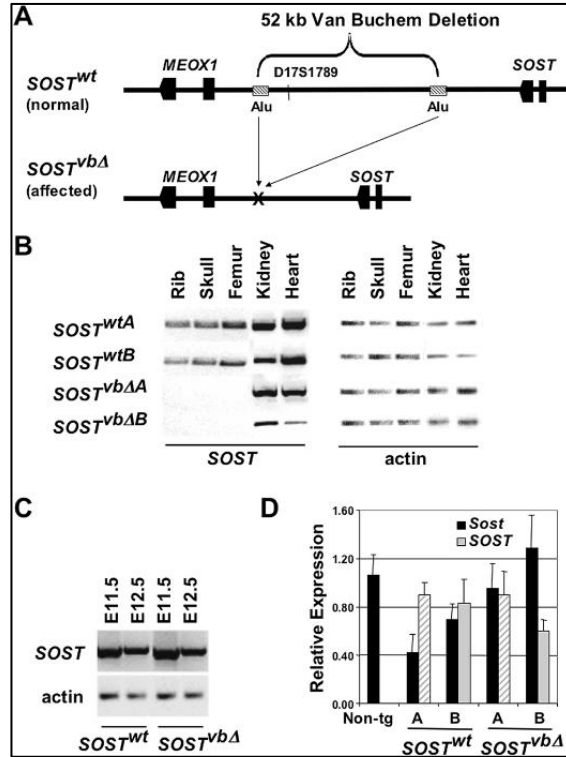 A
52 kb Van Buchem Deletion
MEOX1
D17S1789
SOST
SOSTwt
(normal)
Alu
Alu
SOSTvbΔ
(affected)
MEOX1
X
SOST
B
Rib
Skull
Femur
Kidney
Heart
Rib
Skull
Femur
Kidney
Heart
SOSTwtA
SOSTwtB
SOSTvbΔA
SOSTvbΔB
SOST
actin
C
E11.5
E12.5
E11.5
E12.5
SOST
actin
SOSTwt
SOSTvbΔ
D
Relative Expression
1.60
1.20
0.80
0.40
0.00
Sost
SOST
Non-tg
A
B
A
B
SOSTwt
SOSTvbΔ